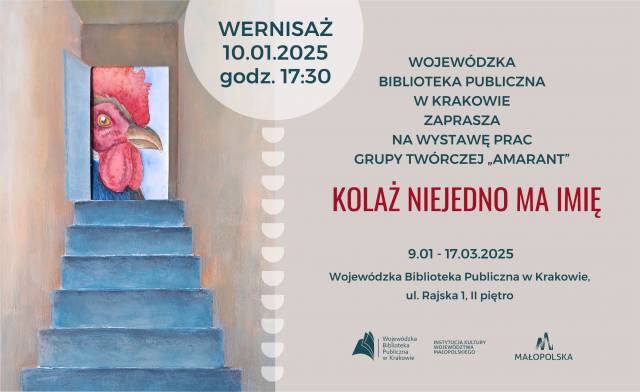 WERNISAŻ
10.01.2025
godz. 17:30
WOJEWÓDZKA
BIBLIOTEKA PUBLICZNA
W KRAKOWIE
ZAPRASZA
NA WYSTAWĘ PRAC
GRUPY TWÓRCZEJ „AMARANT”
KOLAŻ NIEJEDNO MA IMIĘ
9.01 - 17.03.2025
Wojewódzka Biblioteka Publiczna w Krakowie,
ul. Rajska 1, II piętro
Wojewódzka
Biblioteka
Publiczna
w Krakowie
INSTYTUCJA KULTURY
WOJEWÓDZTWA
MAŁOPOLSKIEGO
MAŁOPOLSKA